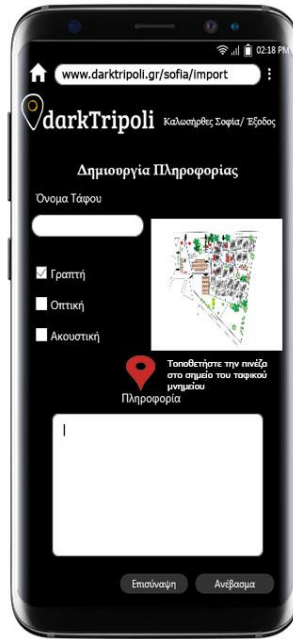 02:18 PM
www.darktripoli.gr/sofia/import
darkTripoli Καλωσήρθες Σοφία/ Έξοδος
Δημιουργία Πληροφορίας
Όνομα Τάφου
Γραπτή
Οπτική
Ακουστική
Τοποθετήστε την πινέζα
στο σημείο του ταφικού
μνημείου
Πληροφορία
Επισύναψη Ανέβασμα